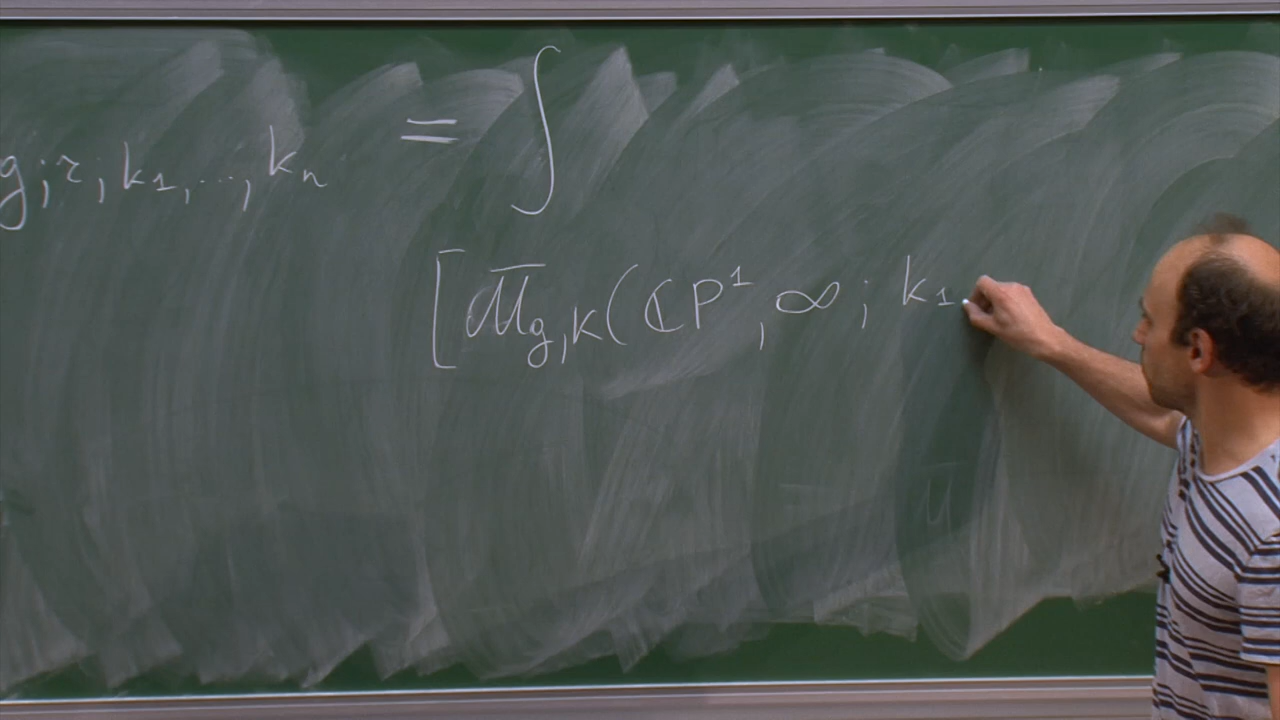 g;r;k₁,...,kₙ = ∫
[ℳ̅g,K(ℂP¹,∞; k₁